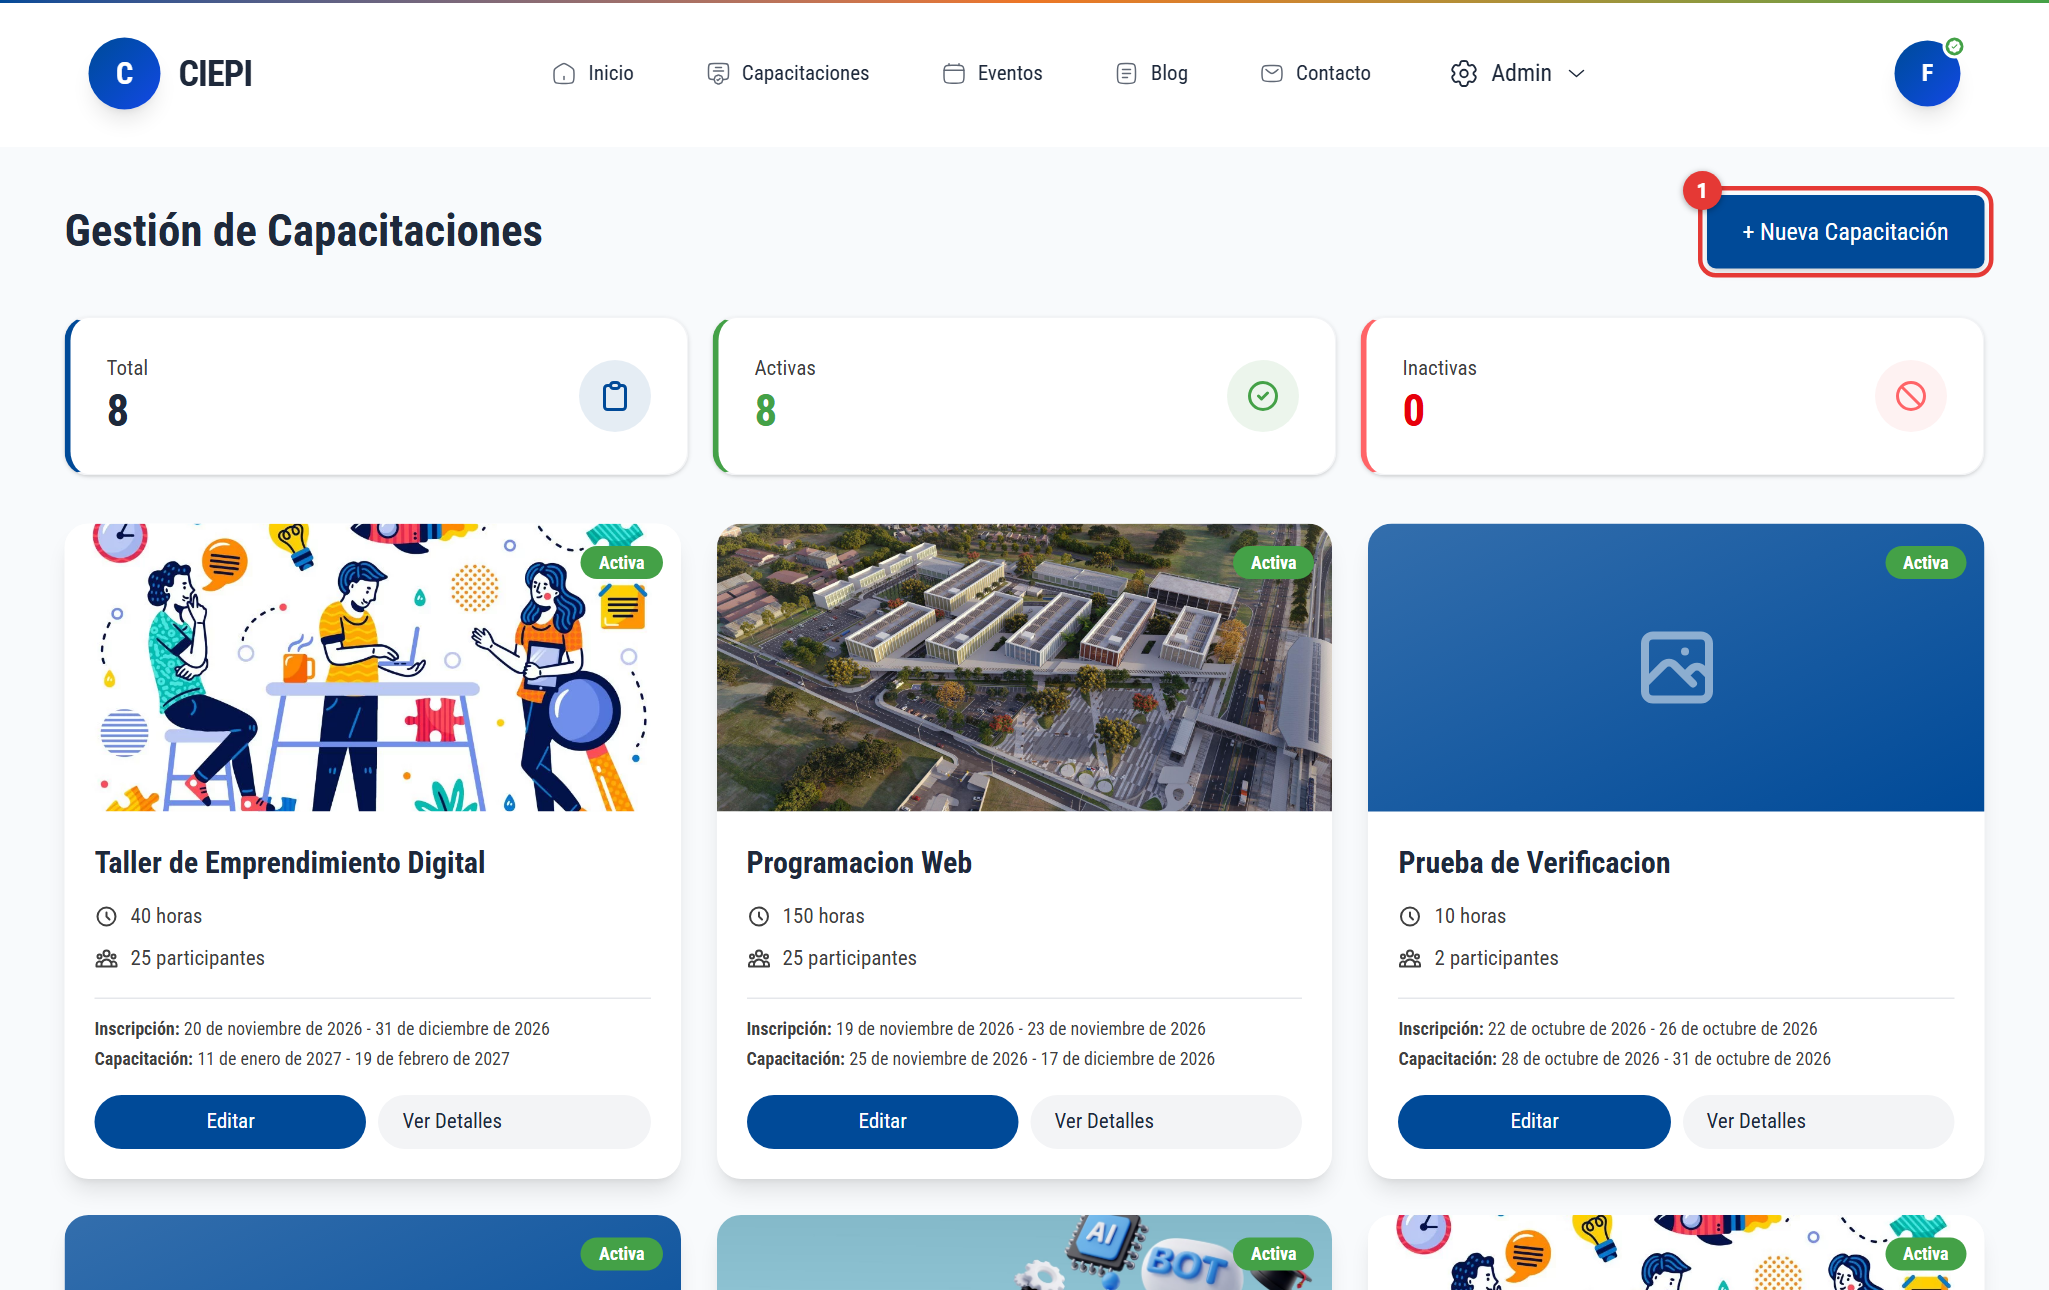 C CIEPI
Inicio
Capacitaciones
Eventos
Blog
Contacto
Admin
F
Gestión de Capacitaciones
1
+ Nueva Capacitación
Total
8
Activas
8
Inactivas
0
Activa
Activa
Activa
Taller de Emprendimiento Digital
40 horas
25 participantes
Inscripción: 20 de noviembre de 2026 - 31 de diciembre de 2026
Capacitación: 11 de enero de 2027 - 19 de febrero de 2027
Editar
Ver Detalles
Programacion Web
150 horas
25 participantes
Inscripción: 19 de noviembre de 2026 - 23 de noviembre de 2026
Capacitación: 25 de noviembre de 2026 - 17 de diciembre de 2026
Editar
Ver Detalles
Prueba de Verificacion
10 horas
2 participantes
Inscripción: 22 de octubre de 2026 - 26 de octubre de 2026
Capacitación: 28 de octubre de 2026 - 31 de octubre de 2026
Editar
Ver Detalles
Activa
AI
BOT
Activa
Activa